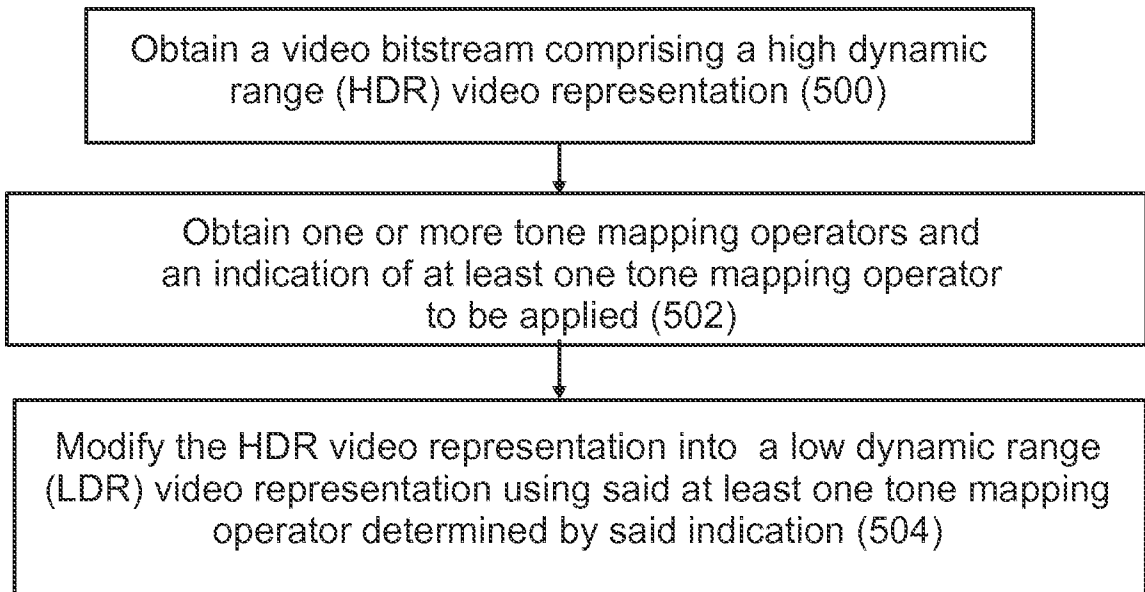 Obtain a video bitstream comprising a high dynamic
range (HDR) video representation (500)
Obtain one or more tone mapping operators and
an indication of at least one tone mapping operator
to be applied (502)
Modify the HDR video representation into a low dynamic range
(LDR) video representation using said at least one tone mapping
operator determined by said indication (504)